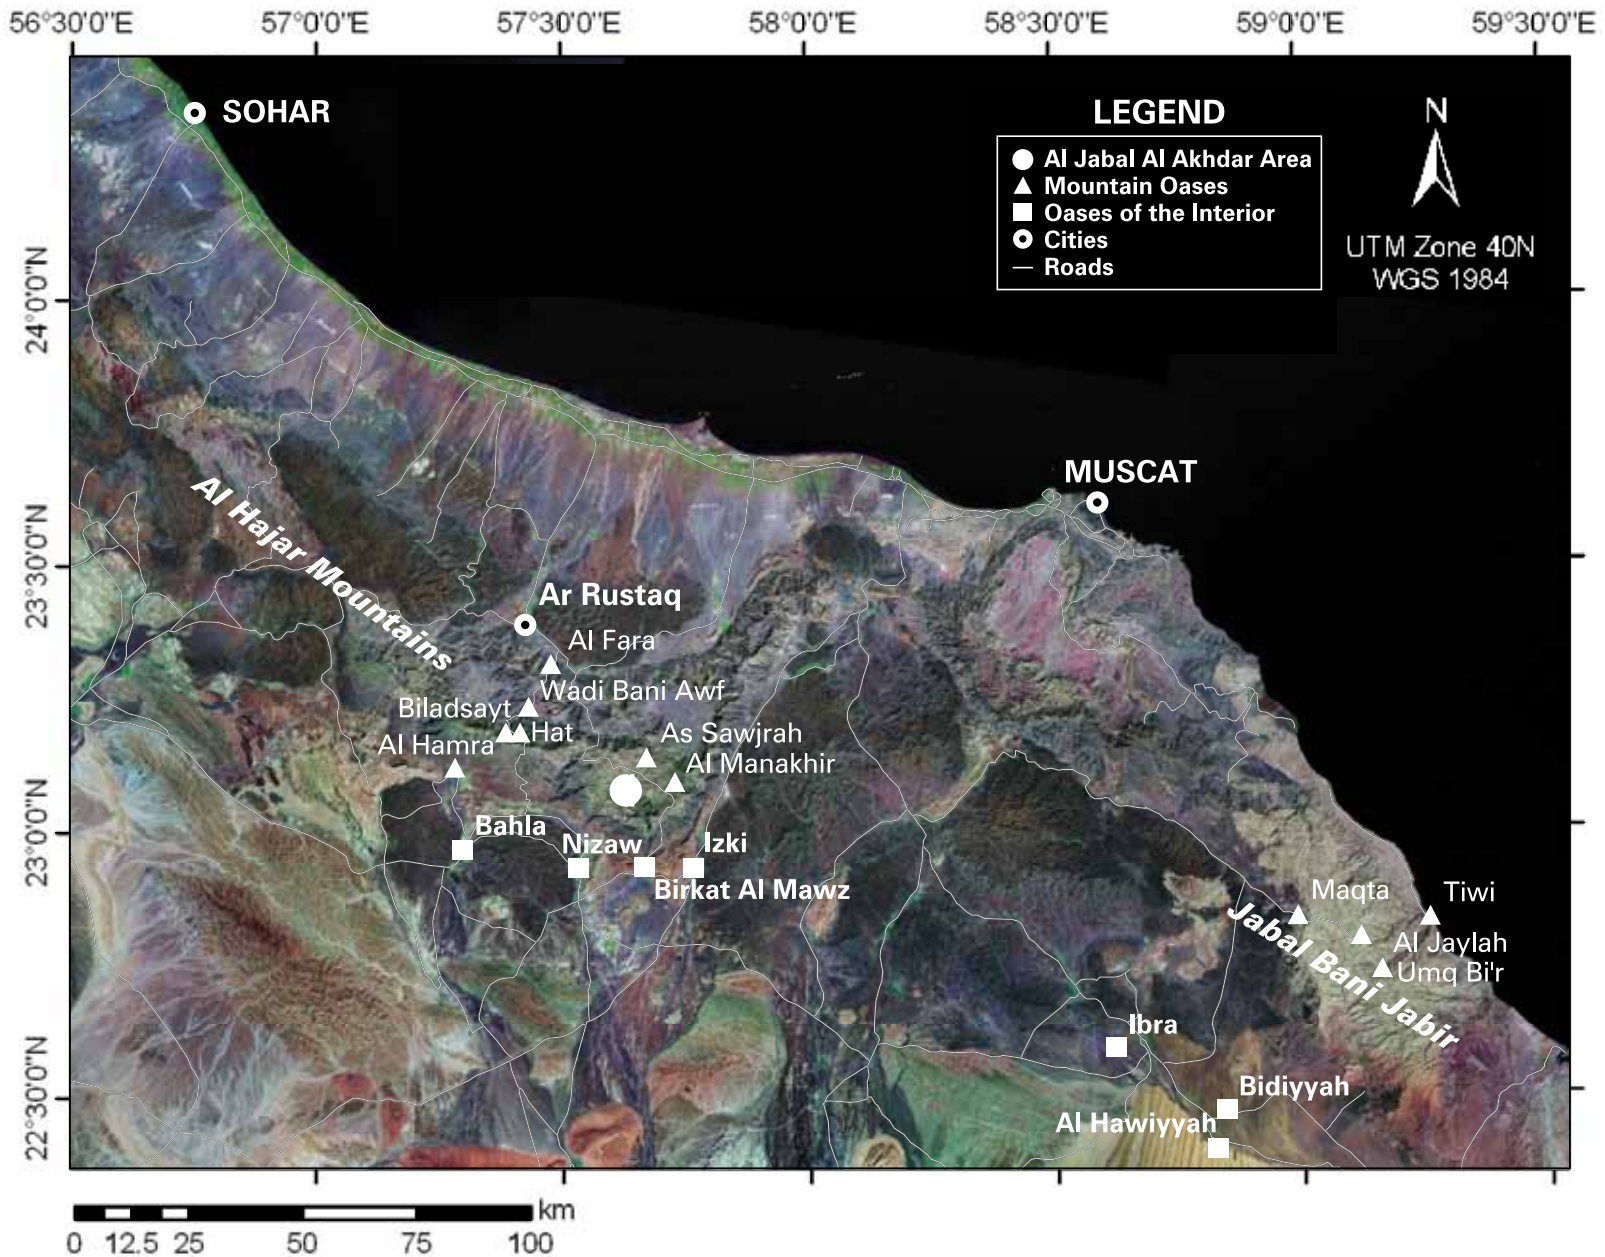 56°30'0"E 57°0'0"E 57°30'0"E 58°0'0"E 58°30'0"E 59°0'0"E 59°30'0"E
SOHAR
LEGEND
Al Jabal Al Akhdar Area
Mountain Oases
Oases of the Interior
Cities
Roads
N
UTM Zone 40N
WGS 1984
24°0'0"N
23°30'0"N
23°0'0"N
22°30'0"N
MUSCAT
Al Hajar Mountains
Ar Rustaq
Al Fara
Wadi Bani Awf
Biladsayt
Hat
Al Hamra
As Sawjrah
Al Manakhir
Bahla
Nizaw
Izki
Birkat Al Mawz
Maqta
Tiwi
Al Jaylah
Umq Bi'r
Jabal Bani Jabir
Ibra
Bidiyyah
Al Hawiyyah
km
0 12.5 25 50 75 100